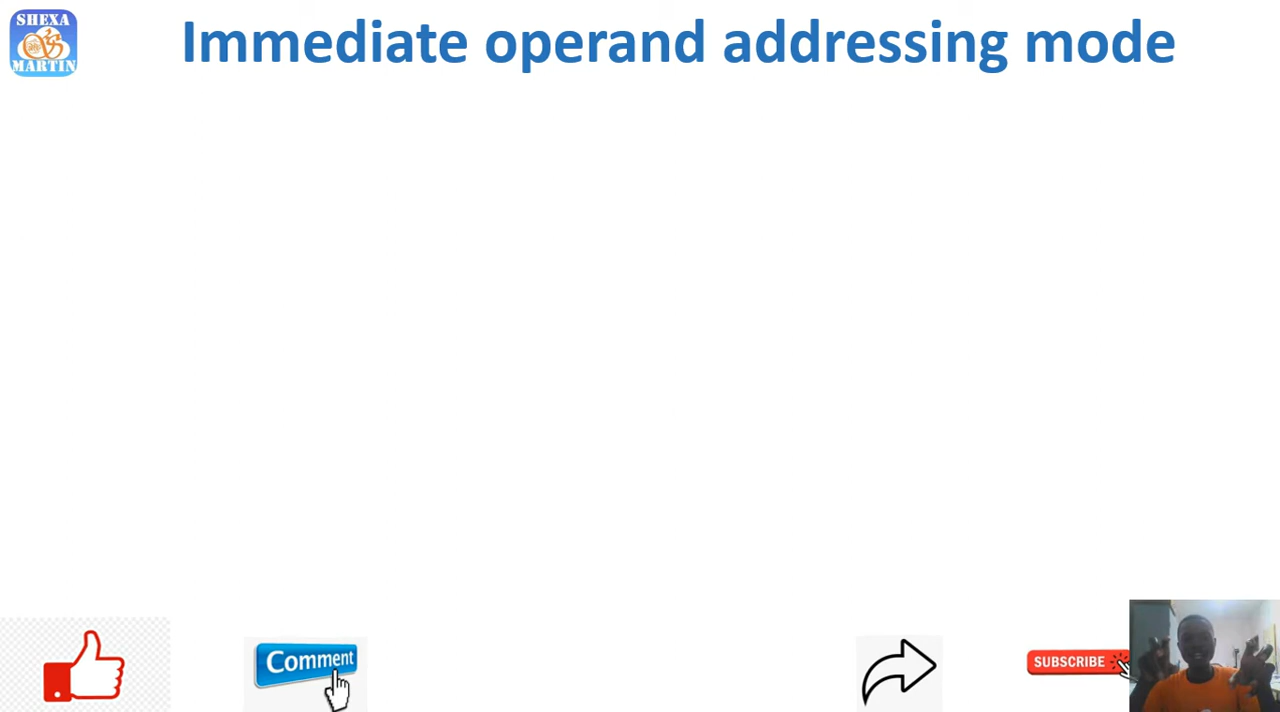 SHEXA
MARTIN
Immediate operand addressing mode
Comment
SUBSCRIBE